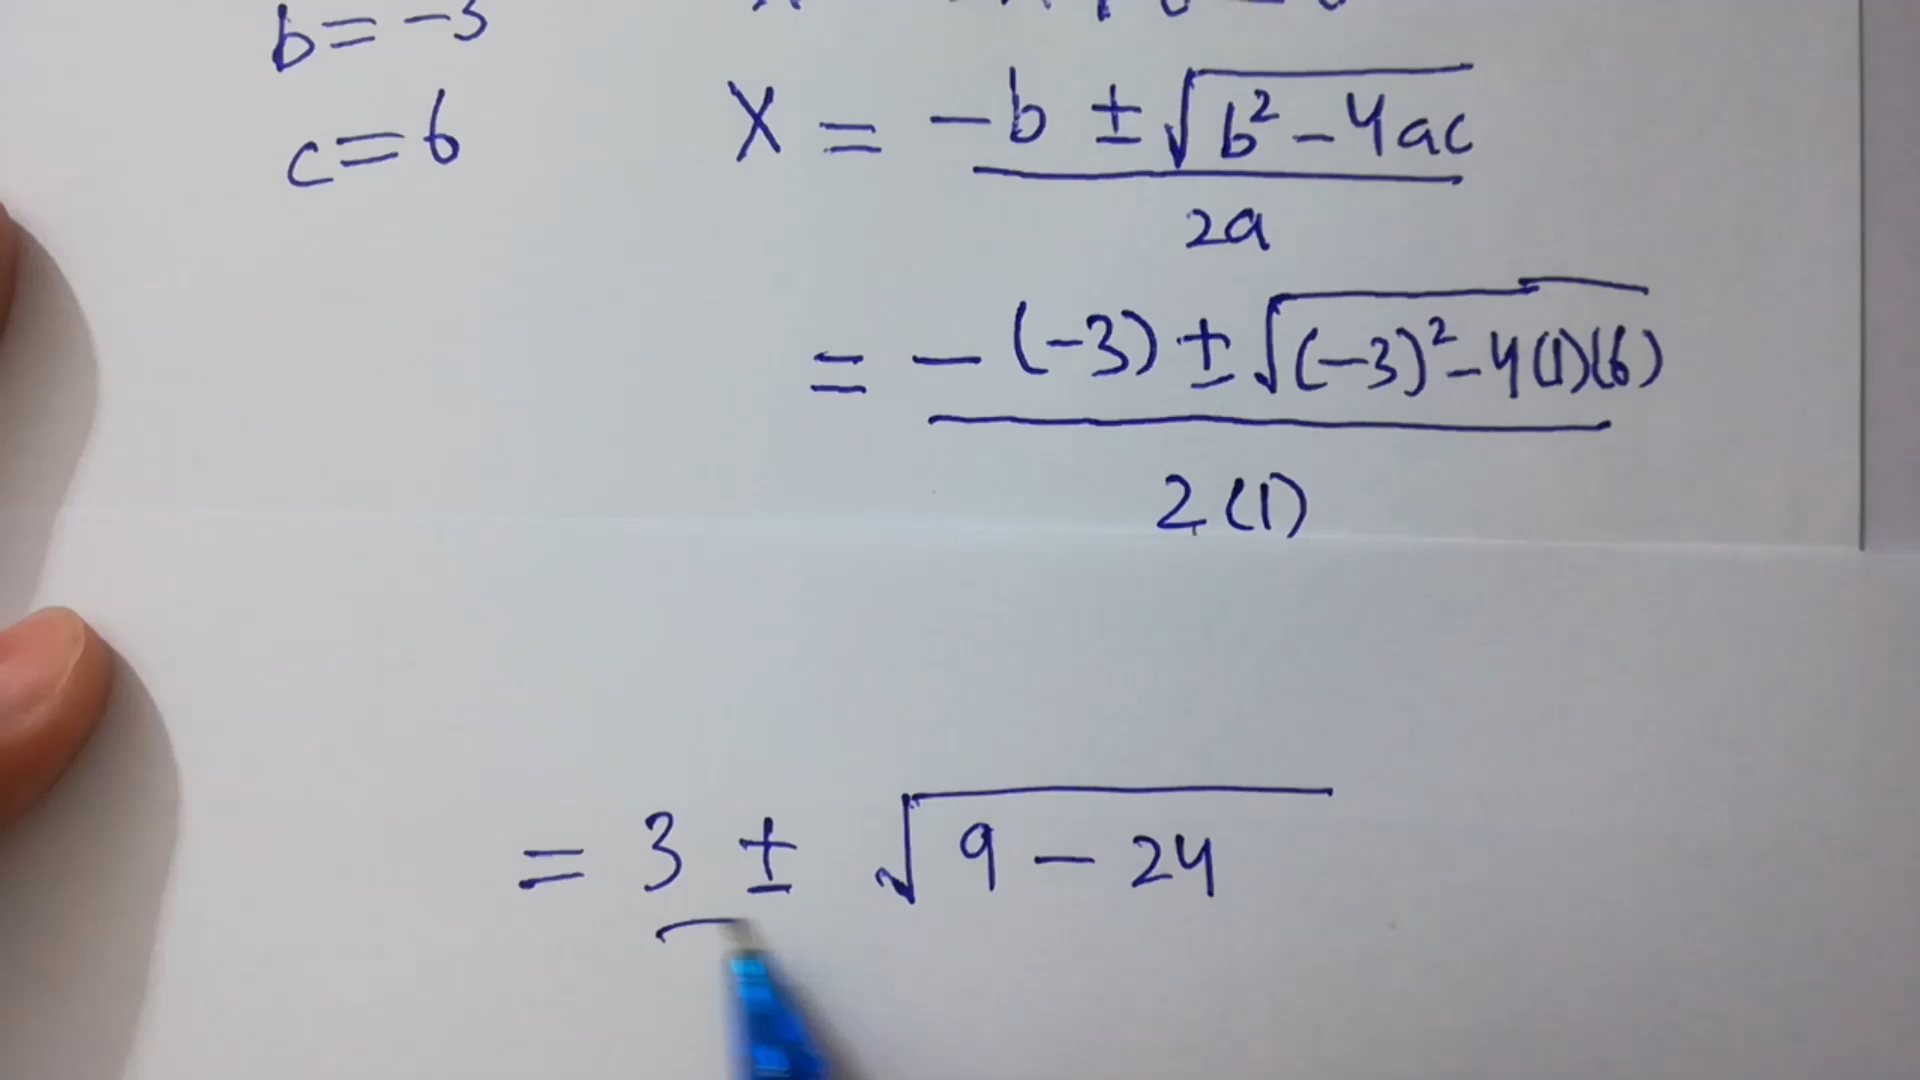 b = -3
c = 6
X = -b ± √(b² - 4ac)
2a
= -(-3) ± √((-3)² - 4(1)(6))
2(1)
= 3 ± √(9 - 24)